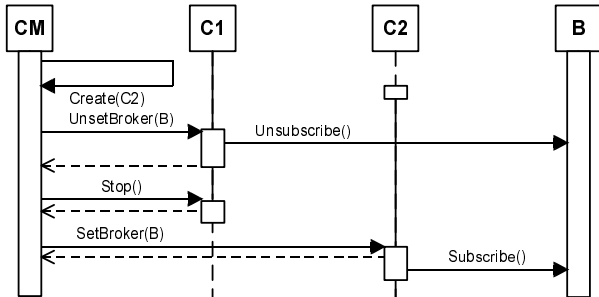 CM C1 C2 B
Create(C2)
UnsetBroker(B)
Unsubscribe()
Stop()
SetBroker(B)
Subscribe()